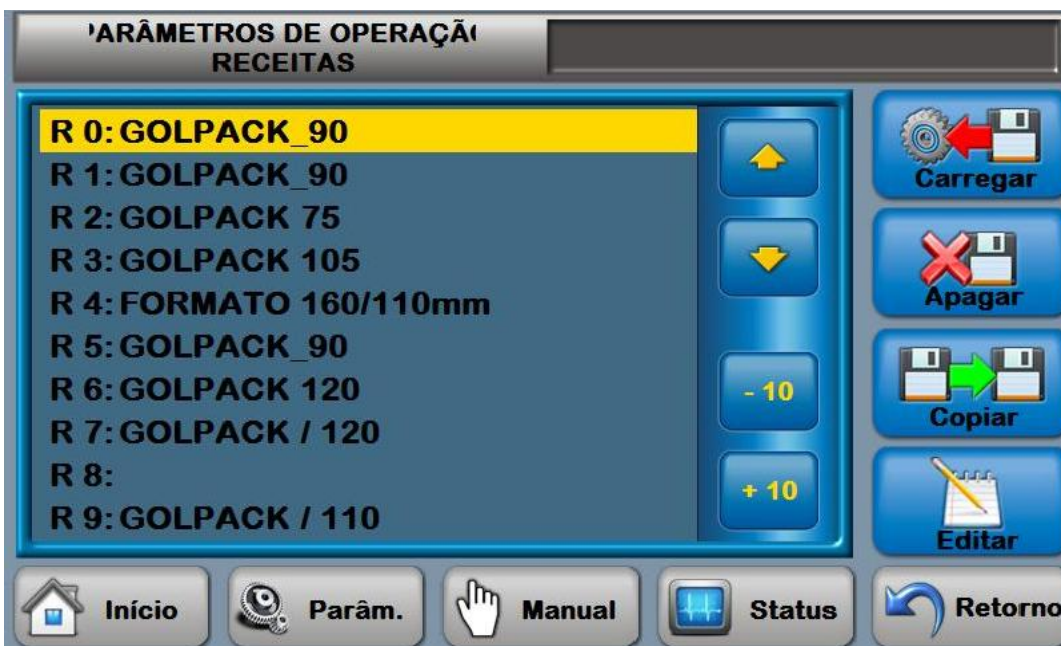 PARÂMETROS DE OPERAÇÃO
RECEITAS
R 0: GOLPACK_90
R 1: GOLPACK_90
R 2: GOLPACK 75
R 3: GOLPACK 105
R 4: FORMATO 160/110mm
R 5: GOLPACK_90
R 6: GOLPACK 120
R 7: GOLPACK / 120
R 8:
R 9: GOLPACK / 110
- 10
+ 10
Carregar
Apagar
Copiar
Editar
Início
Parâm.
Manual
Status
Retorno